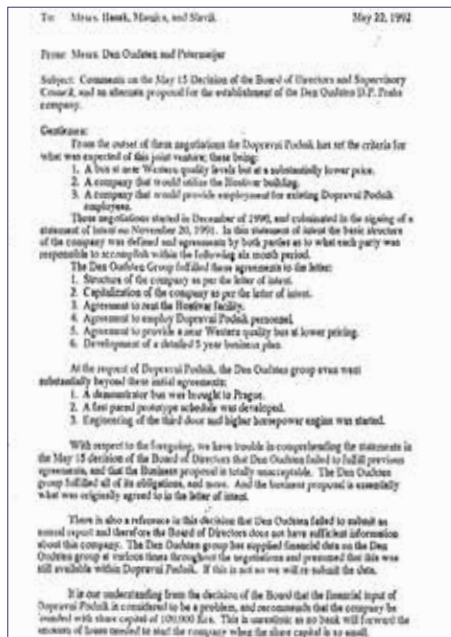 To: Messrs. Hanek, Moravka, and Slavík May 22, 1992
From: Messrs. Den Oudsten and Petermeijer
Subject: Comments on the May 15 Decision of the Board of Directors and Supervisory
Council, and an alternate proposal for the establishment of the Den Oudsten D.P. Praha
company.
Gentlemen:
From the outset of these negotiations the Dopravni Podnik has set the criteria for
what was expected of this joint venture; these being:
1. A bus at near Western quality levels but at a substantially lower price.
2. A company that would utilize the Hostivar building.
3. A company that would provide employment for existing Dopravni Podnik
employees.
These negotiations started in December of 1990, and culminated in the signing of a
statement of intent on November 20, 1991. In this statement of intent the basic structure
of the company was defined and agreements by both parties as to what each party was
responsible to accomplish within the following six month period.
The Den Oudsten Group fulfilled these agreements to the letter:
1. Structure of the company as per the letter of intent.
2. Capitalization of the company as per the letter of intent.
3. Agreement to rent the Hostivar facility.
4. Agreement to employ Dopravni Podnik personnel.
5. Agreement to provide a near Western quality bus at lower pricing.
6. Development of a detailed 5 year business plan.
At the request of Dopravni Podnik, the Den Oudsten group even went
substantially beyond these initial agreements:
1. A demonstrator bus was brought to Prague.
2. A fast paced prototype schedule was developed.
3. Engineering of the third door and higher horsepower engine was started.
With respect to the foregoing, we have trouble in comprehending the statements in
the May 15 decision of the Board of Directors that Den Oudsten failed to fulfill previous
agreements, and that the Business proposal is totally unacceptable. The Den Oudsten
group fulfilled all of its obligations, and more. And the business proposal is essentially
what was originally agreed to in the letter of intent.
There is also a reference in this decision that Den Oudsten failed to submit an
annual report and therefore the Board of Directors does not have sufficient information
about this company. The Den Oudsten group has supplied financial data on the Den
Oudsten group at various times throughout the negotiations and presumed that this was
still available within Dopravni Podnik. If this is not so we will re-submit the data.
It is our understanding from the decision of the Board that the financial input of
Dopravni Podnik is considered to be a problem, and recommends that the company be
founded with share capital of 100,000 Kcs. This is unrealistic as no bank will forward the
amounts of money needed to start the company when the share capital is so small.